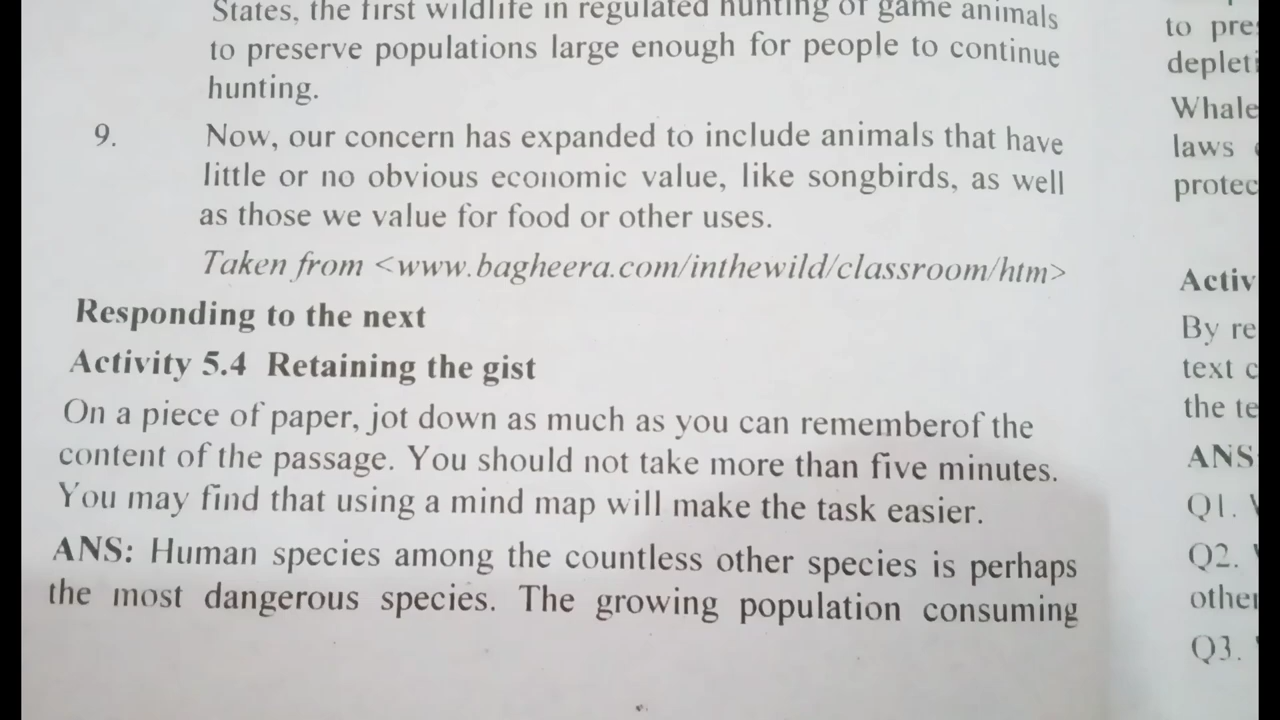 States, the first wildlife in regulated hunting of game animals
to preserve populations large enough for people to continue
hunting.
9. Now, our concern has expanded to include animals that have
little or no obvious economic value, like songbirds, as well
as those we value for food or other uses.
Taken from <www.bagheera.com/inthewild/classroom/htm>
Responding to the next
Activity 5.4 Retaining the gist
On a piece of paper, jot down as much as you can rememberof the
content of the passage. You should not take more than five minutes.
You may find that using a mind map will make the task easier.
ANS: Human species among the countless other species is perhaps
the most dangerous species. The growing population consuming
to pre
depleti
Whale
laws
protec
Activ
By re
text c
the te
ANS
Q1.
Q2.
other
Q3.